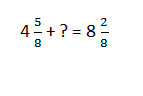 4 5/8 + ? = 8 2/8